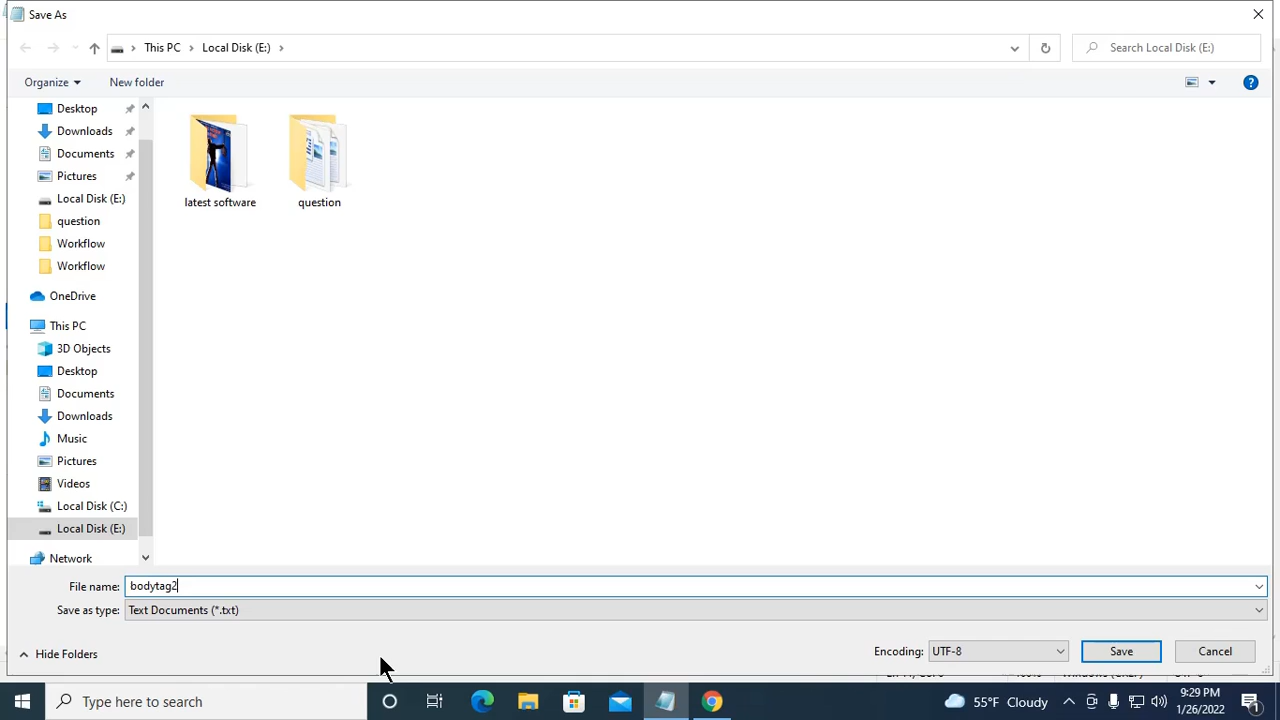 Save As
This PC Local Disk (E:) Search Local Disk (E:)
Organize New folder
Desktop
Downloads
Documents
Pictures
Local Disk (E:)
question
Workflow
Workflow
OneDrive
This PC
3D Objects
Desktop
Documents
Downloads
Music
Pictures
Videos
Local Disk (C:)
Local Disk (E:)
Network
latest software question
File name: bodytag2
Save as type: Text Documents (*.txt)
Hide Folders Encoding: UTF-8 Save Cancel
Type here to search 55°F Cloudy 9:29 PM
1/26/2022 1